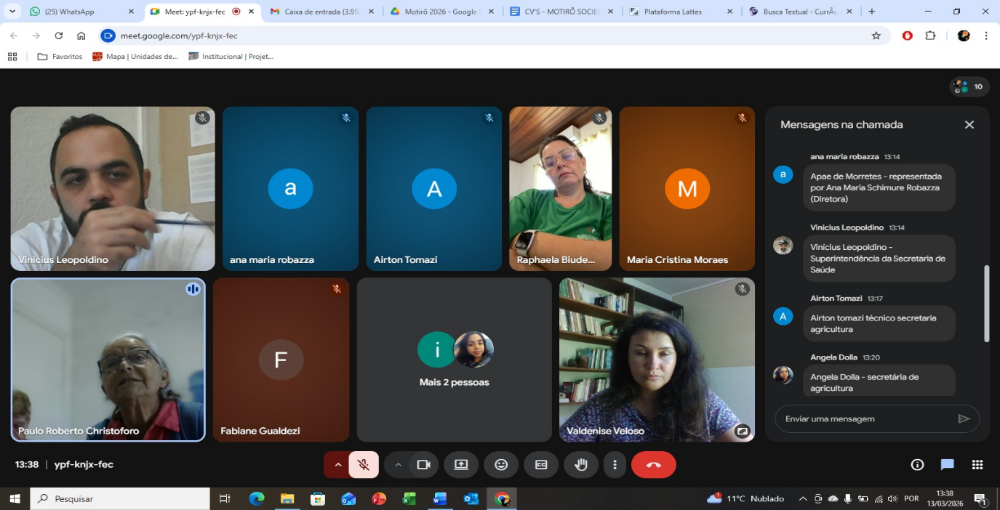 (25) WhatsApp
Meet: ypf-knjx-fec
Caixa de entrada (3.95
Motirõ 2026 - Google
CV'S - MOTIRÕ SOCIE
Plataforma Lattes
Busca Textual - CurrÃ
meet.google.com/ypf-knjx-fec
Favoritos
Mapa | Unidades de...
Institucional | Projet...
10
Mensagens na chamada
ana maria robazza 13:14
a
Apae de Morretes - representada
por Ana Maria Schimure Robazza
(Diretora)
Vinicius Leopoldino 13:14
Vinícius Leopoldino -
Superintendência da Secretaria de
Saúde
Airton Tomazi 13:17
A
Airton tomazi técnico secretaria
agricultura
Angela Dolla 13:20
Angela Dolla - secretária de
agricultura
Enviar uma mensagem
a
A
M
Vinicius Leopoldino
ana maria robazza
Airton Tomazi
Raphaela Biude...
Maria Cristina Moraes
F
i
Mais 2 pessoas
Paulo Roberto Christoforo
Fabiane Gualdezi
Valdenise Veloso
13:38 | ypf-knjx-fec
Pesquisar
11°C Nublado
POR
13:38
13/03/2026
1